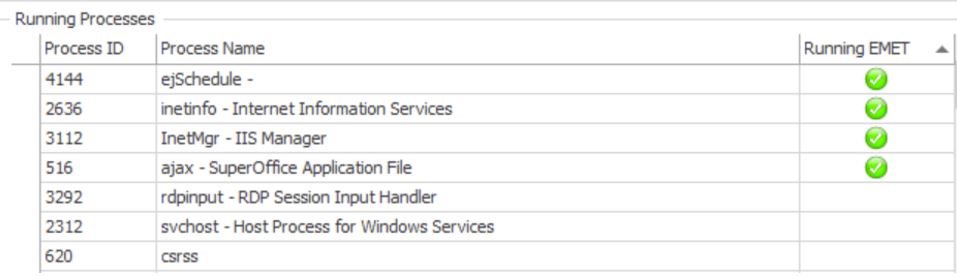 Running Processes
Process ID Process Name Running EMET
4144 ejSchedule -
2636 inetinfo - Internet Information Services
3112 InetMgr - IIS Manager
516 ajax - SuperOffice Application File
3292 rdpinput - RDP Session Input Handler
2312 svchost - Host Process for Windows Services
620 csrss